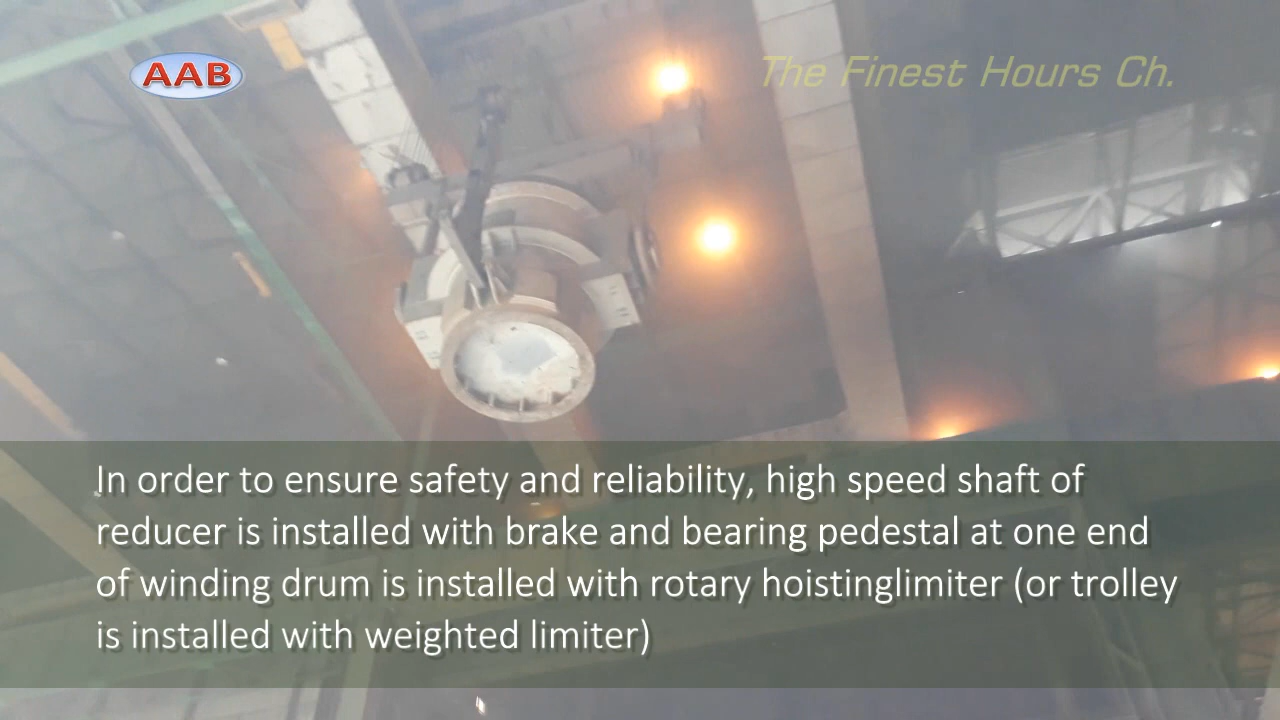 AAB
The Finest Hours Ch.
In order to ensure safety and reliability, high speed shaft of
reducer is installed with brake and bearing pedestal at one end
of winding drum is installed with rotary hoistinglimiter (or trolley
is installed with weighted limiter)